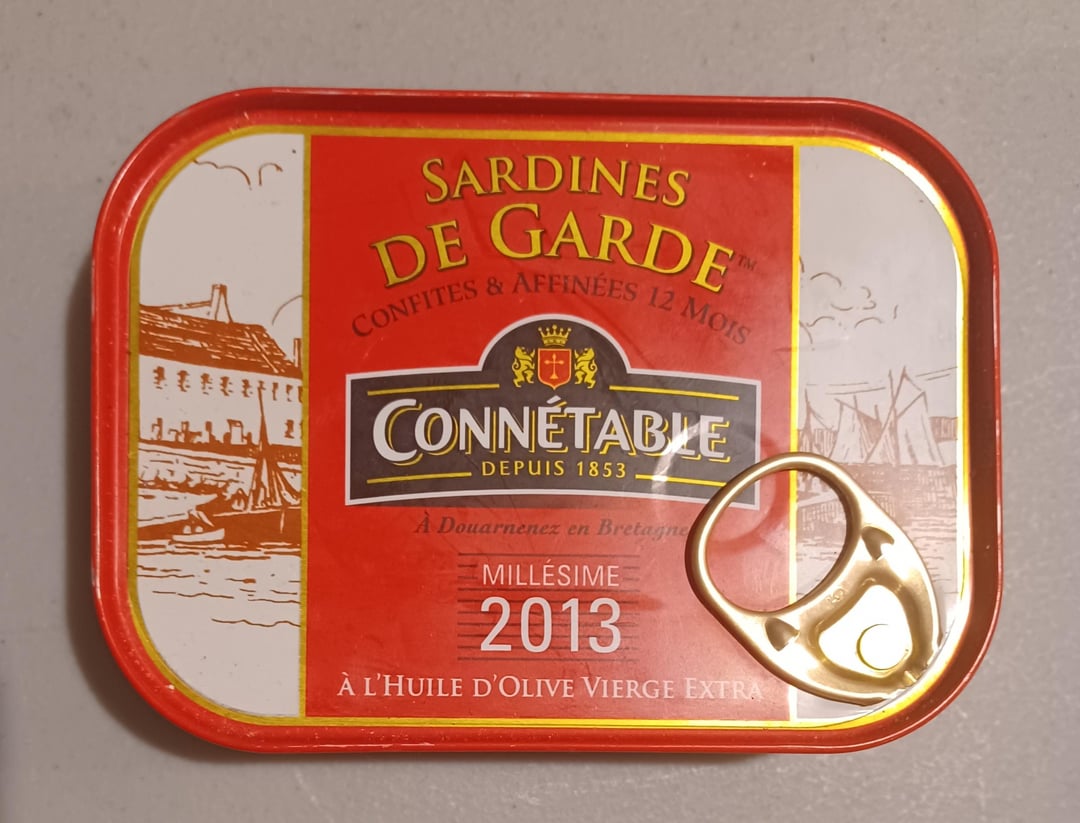 SARDINES
DE GARDE™
CONFITES & AFFINÉES 12 MOIS
CONNÉTABLE
DEPUIS 1853
À Douarnenez en Bretagne
MILLÉSIME
2013
À L'HUILE D'OLIVE VIERGE EXTRA